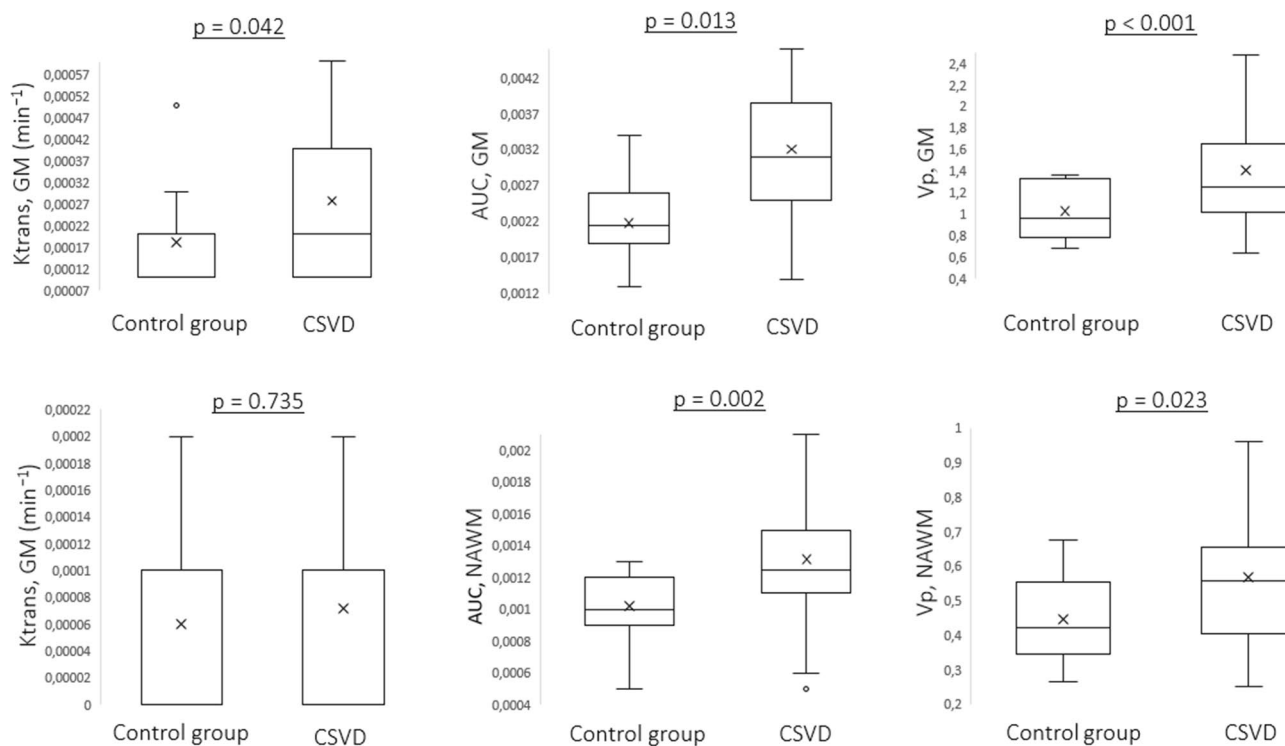 p = 0.042
Ktrans, GM (min⁻¹)
0,00057
0,00052
0,00047
0,00042
0,00037
0,00032
0,00027
0,00022
0,00017
0,00012
0,00007
Control group
CSVD
p = 0.013
AUC, GM
0,0042
0,0037
0,0032
0,0027
0,0022
0,0017
0,0012
Control group
CSVD
p < 0.001
Vp, GM
2,4
2,2
2
1,8
1,6
1,4
1,2
1
0,8
0,6
0,4
Control group
CSVD
p = 0.735
Ktrans, GM (min⁻¹)
0,00022
0,0002
0,00018
0,00016
0,00014
0,00012
0,0001
0,00008
0,00006
0,00004
0,00002
0
Control group
CSVD
p = 0.002
AUC, NAWM
0,002
0,0018
0,0016
0,0014
0,0012
0,001
0,0008
0,0006
0,0004
Control group
CSVD
p = 0.023
Vp, NAWM
1
0,9
0,8
0,7
0,6
0,5
0,4
0,3
0,2
Control group
CSVD